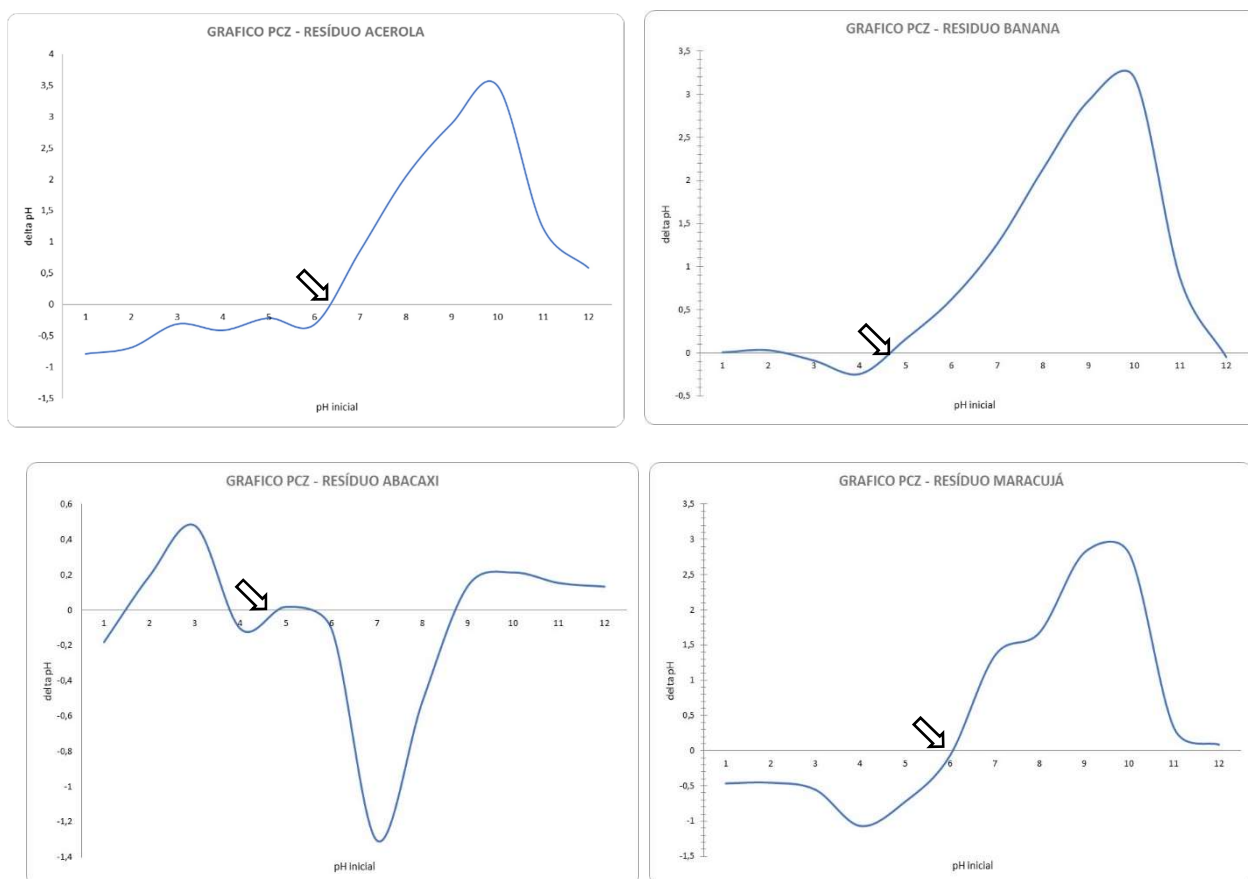 GRAFICO PCZ - RESÍDUO ACEROLA
4
3,5
3
2,5
2
1,5
1
0,5
0
-0,5
-1
-1,5
delta pH
1 2 3 4 5 6 7 8 9 10 11 12
pH inicial
GRAFICO PCZ - RESIDUO BANANA
3,5
3
2,5
2
1,5
1
0,5
0
-0,5
delta pH
1 2 3 4 5 6 7 8 9 10 11 12
pH inicial
GRAFICO PCZ - RESÍDUO ABACAXI
0,6
0,4
0,2
0
-0,2
-0,4
-0,6
-0,8
-1
-1,2
-1,4
delta pH
1 2 3 4 5 6 7 8 9 10 11 12
pH inicial
GRAFICO PCZ - RESÍDUO MARACUJÁ
3,5
3
2,5
2
1,5
1
0,5
0
-0,5
-1
-1,5
delta pH
1 2 3 4 5 6 7 8 9 10 11 12
pH inicial